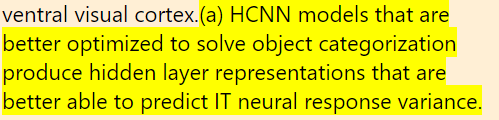 ventral visual cortex.(a) HCNN models that are
better optimized to solve object categorization
produce hidden layer representations that are
better able to predict IT neural response variance.